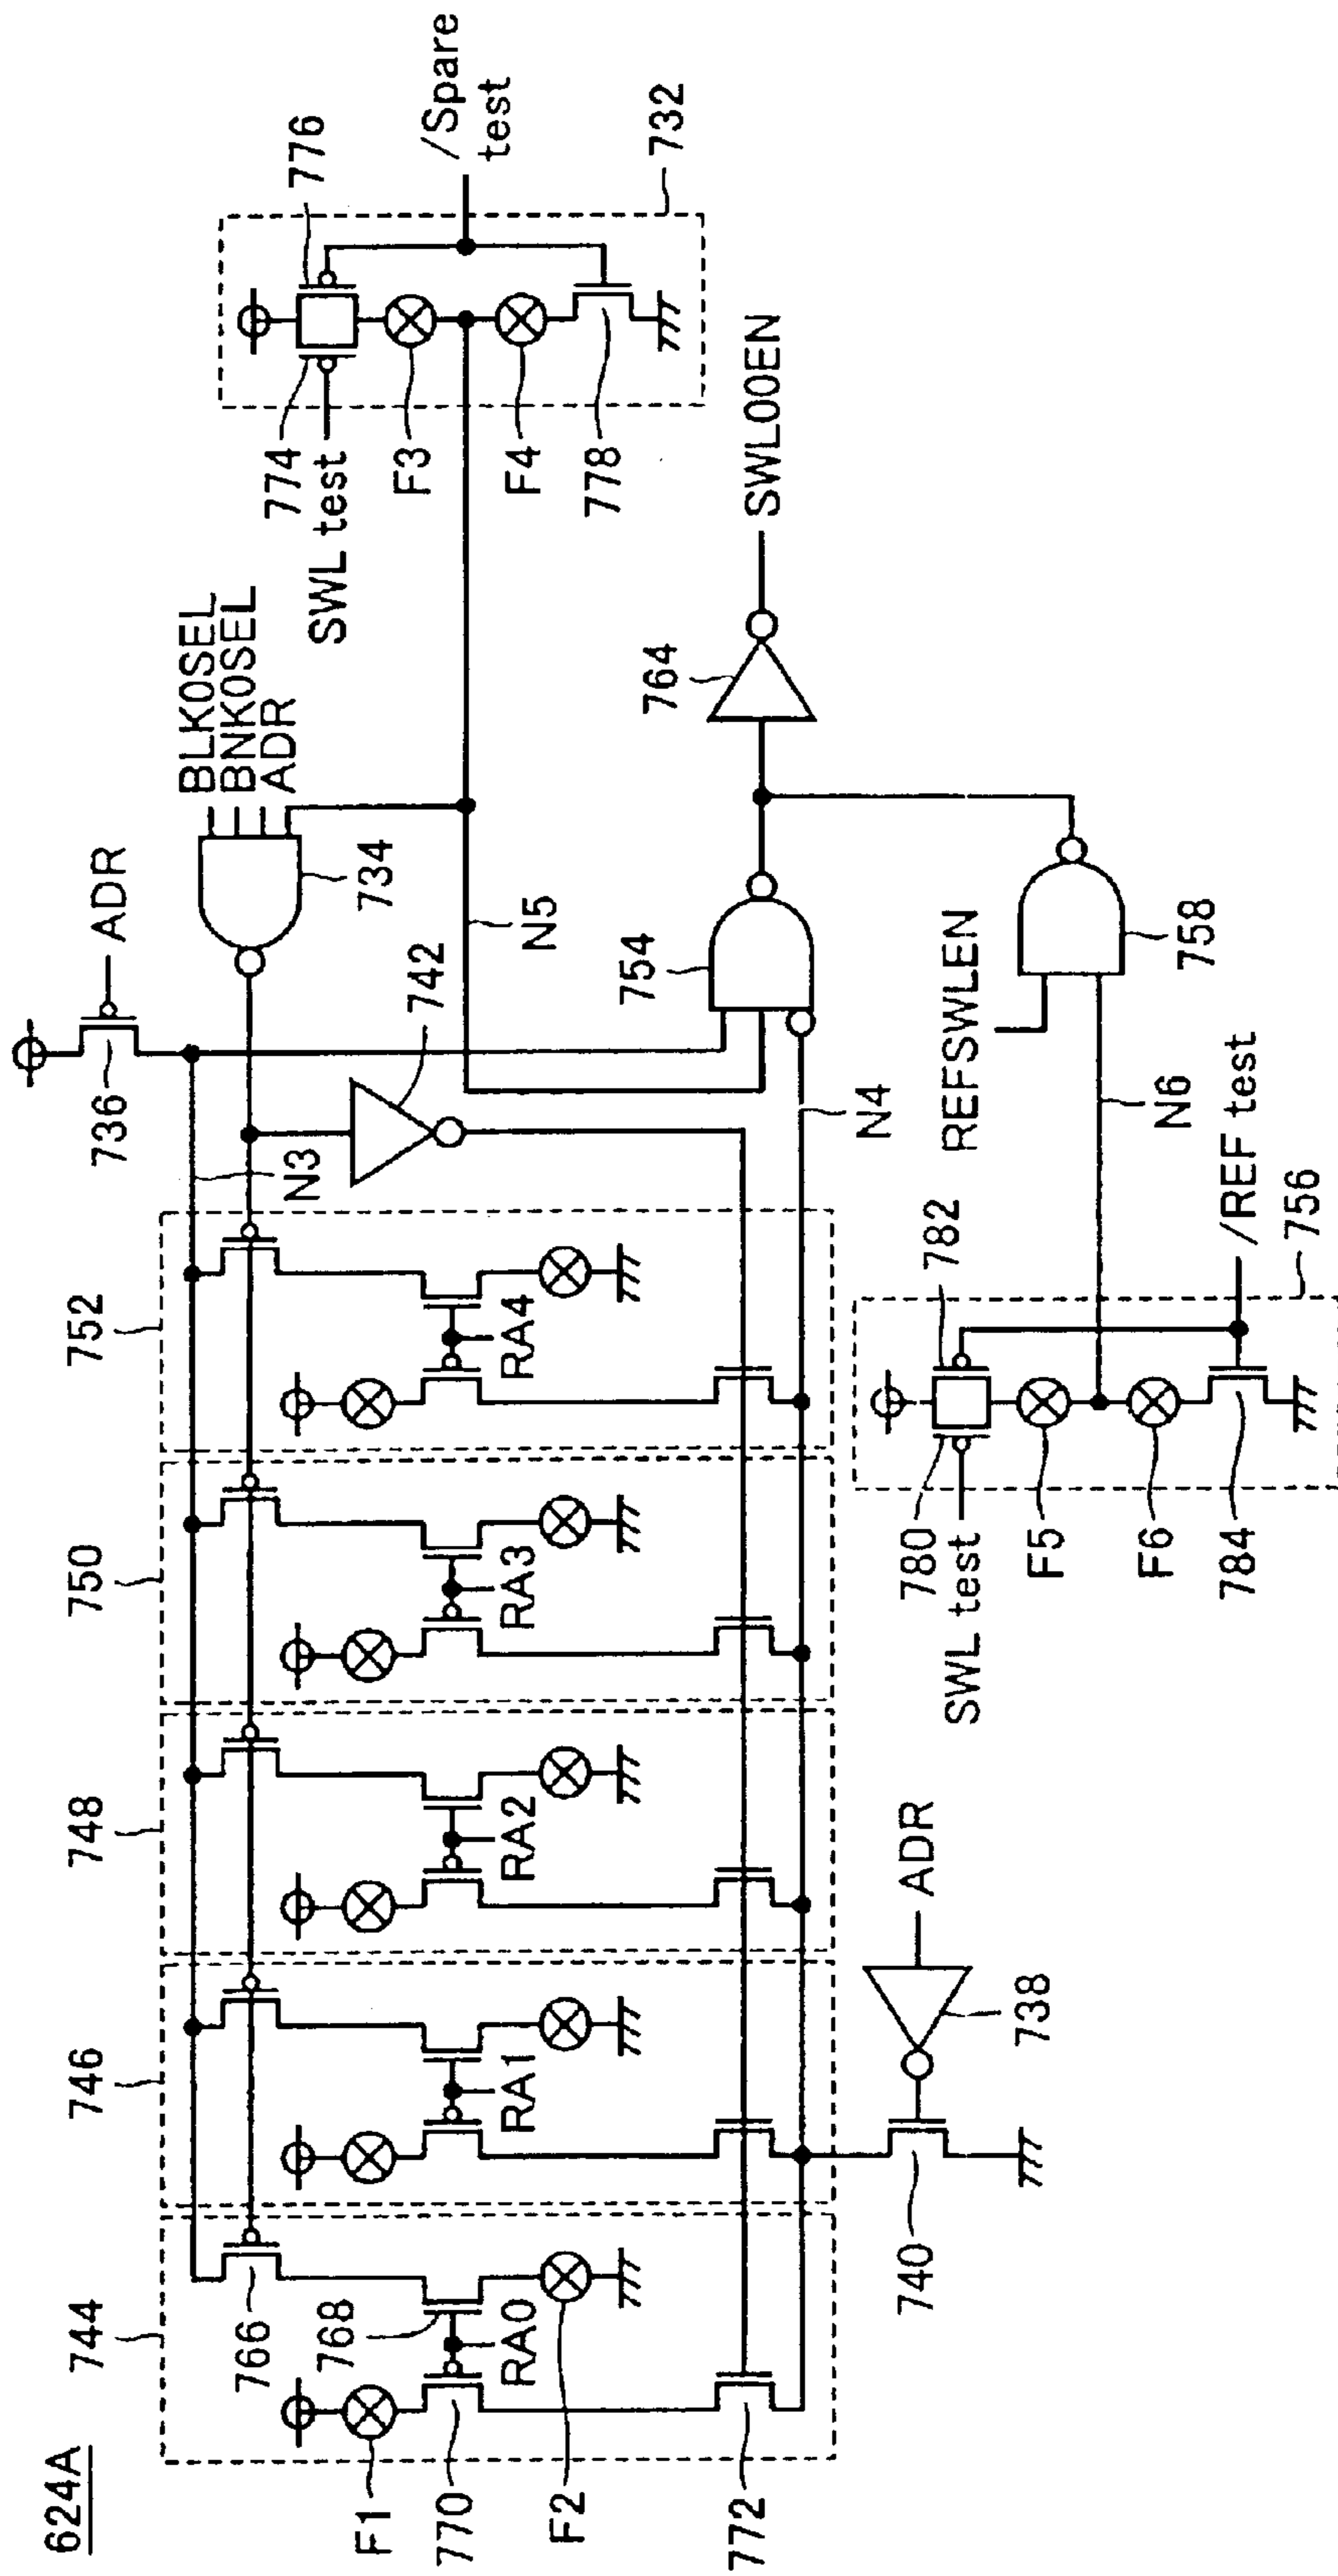 624A
744
746
748
750
752
736
ADR
BLK0SEL
BNK0SEL
ADR
734
742
N3
N5
766
768
770
772
F1
F2
RA0
RA1
RA2
RA3
RA4
740
738
ADR
N4
754
764
SWL00EN
SWL test
774
776
F3
F4
778
/Spare
test
732
REFSWLEN
758
N6
SWL test
780
782
F5
F6
784
/REF test
756